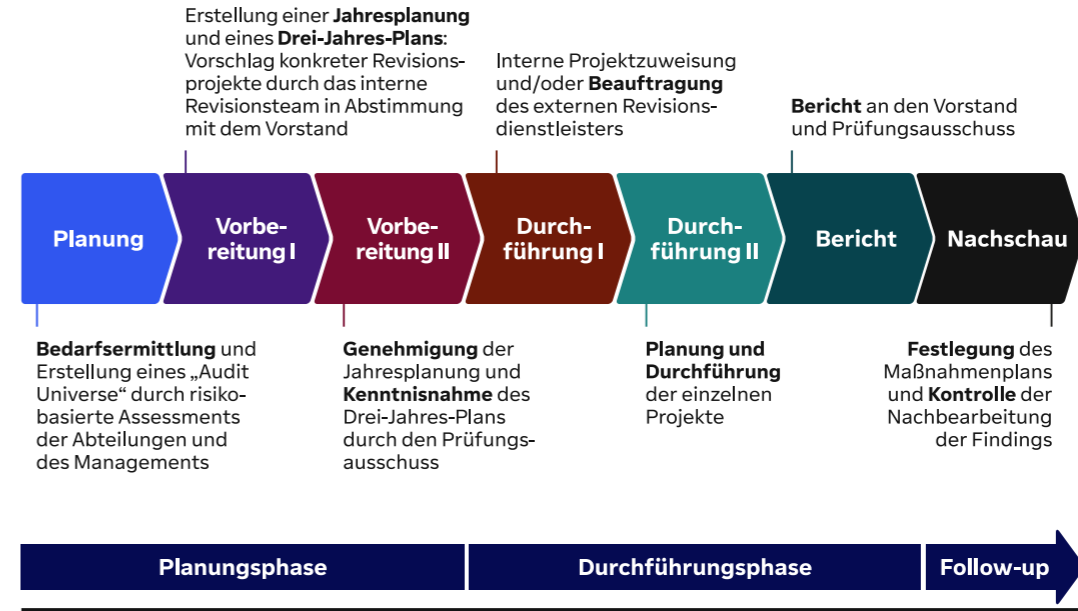 Erstellung einer Jahresplanung
und eines Drei-Jahres-Plans:
Vorschlag konkreter Revisions-
projekte durch das interne
Revisionsteam in Abstimmung
mit dem Vorstand
Interne Projektzuweisung
und/oder Beauftragung
des externen Revisions-
dienstleisters
Bericht an den Vorstand
und Prüfungsausschuss
Planung
Vorbe-
reitung I
Vorbe-
reitung II
Durch-
führung I
Durch-
führung II
Bericht
Nachschau
Bedarfsermittlung und
Erstellung eines „Audit
Universe“ durch risiko-
basierte Assessments
der Abteilungen und
des Managements
Genehmigung der
Jahresplanung und
Kenntnisnahme des
Drei-Jahres-Plans
durch den Prüfungs-
ausschuss
Planung und
Durchführung
der einzelnen
Projekte
Festlegung des
Maßnahmenplans
und Kontrolle der
Nachbearbeitung
der Findings
Planungsphase
Durchführungsphase
Follow-up